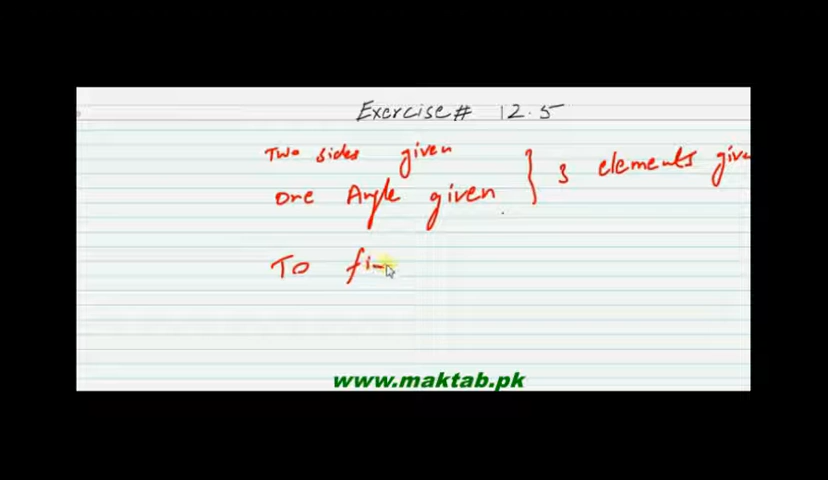 Exercise# 12.5
Two sides given
One Angle given } 3 elements give
To fi
www.maktab.pk